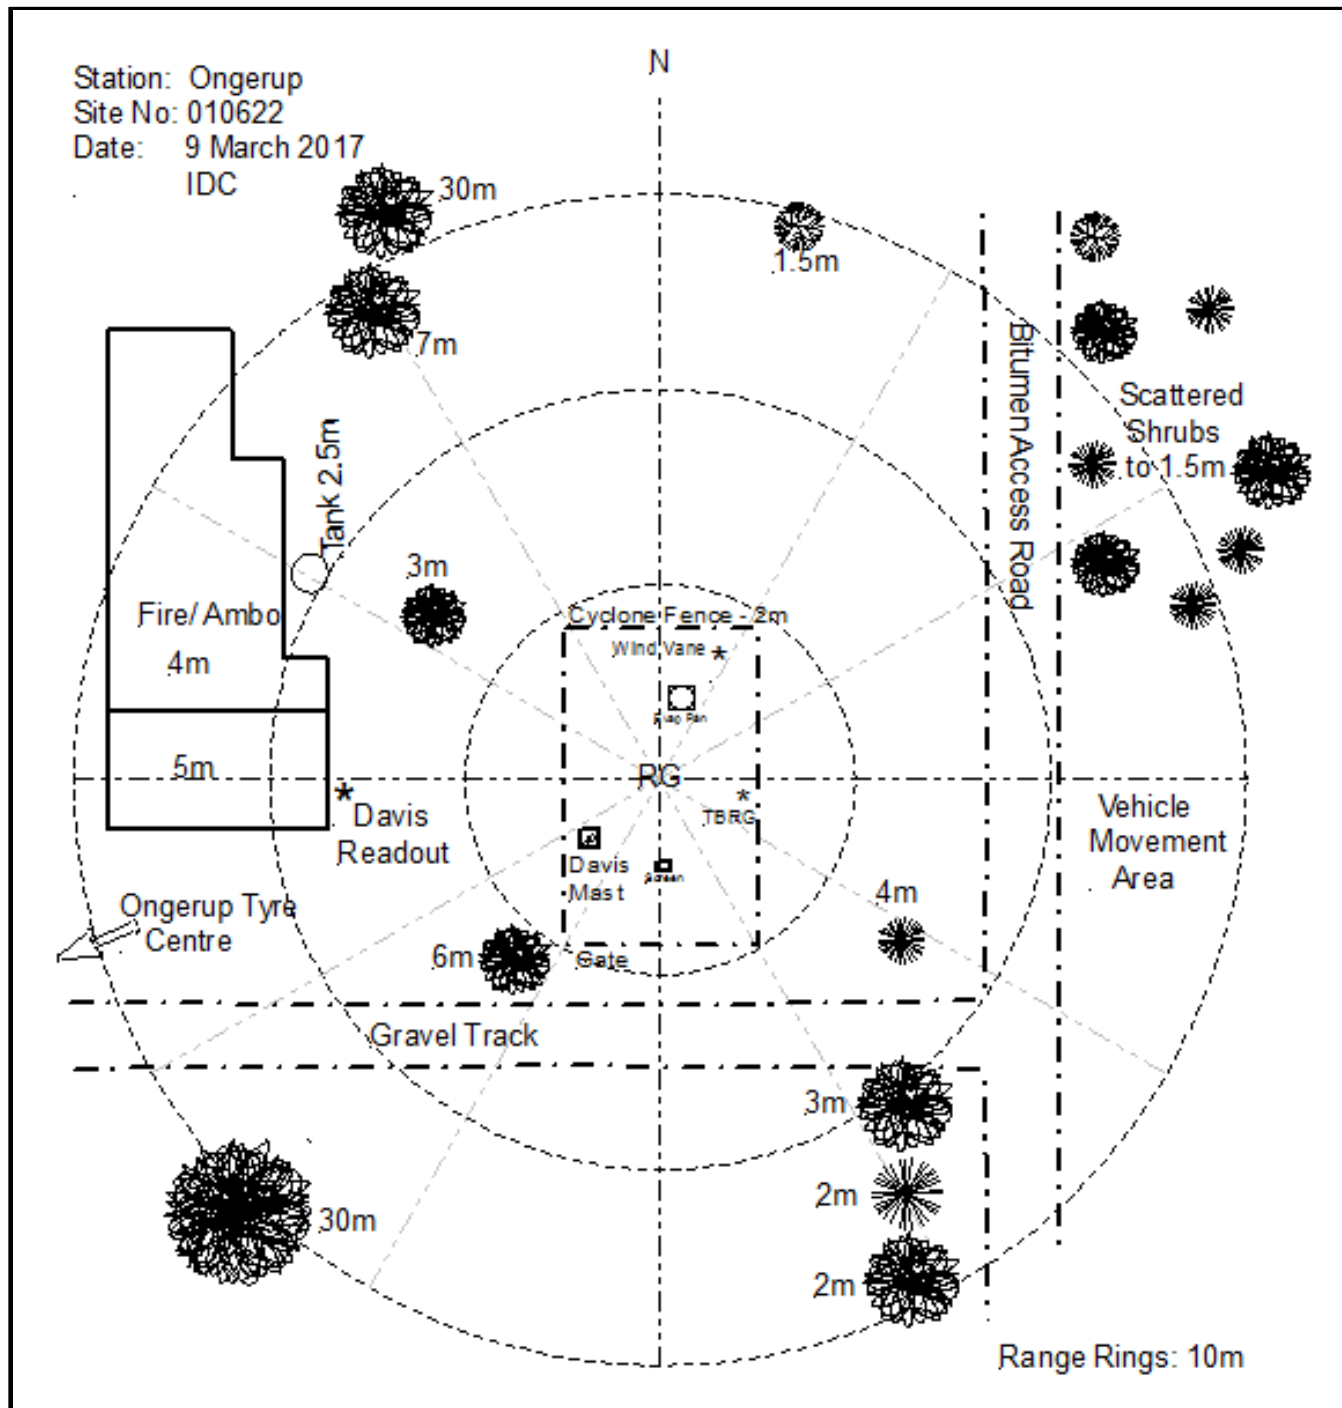 N
Station: Ongerup
Site No: 010622
Date: 9 March 2017
IDC
30m
1.5m
7m
Bitumen Access Road
Scattered
Shrubs
to 1.5m
Tank 2.5m
3m
Fire/ Ambo
4m
Cyclone Fence - 2m
Wind Vane *
Evap Pan
5m
RG
* Davis
Readout
*
TBRG
Vehicle
Movement
Area
Davis
Mast
Screen
4m
Ongerup Tyre
Centre
6m
Gate
Gravel Track
3m
2m
30m
2m
Range Rings: 10m